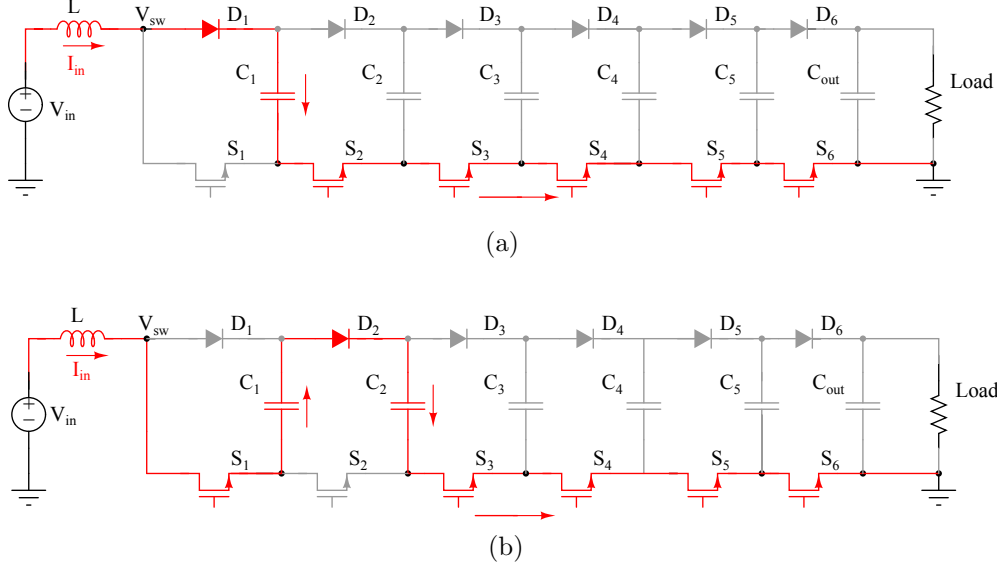 L V_sw D_1 D_2 D_3 D_4 D_5 D_6
I_in
C_1 C_2 C_3 C_4 C_5 C_out Load
V_in
S_1 S_2 S_3 S_4 S_5 S_6
(a)
L V_sw D_1 D_2 D_3 D_4 D_5 D_6
I_in
C_1 C_2 C_3 C_4 C_5 C_out Load
V_in
S_1 S_2 S_3 S_4 S_5 S_6
(b)